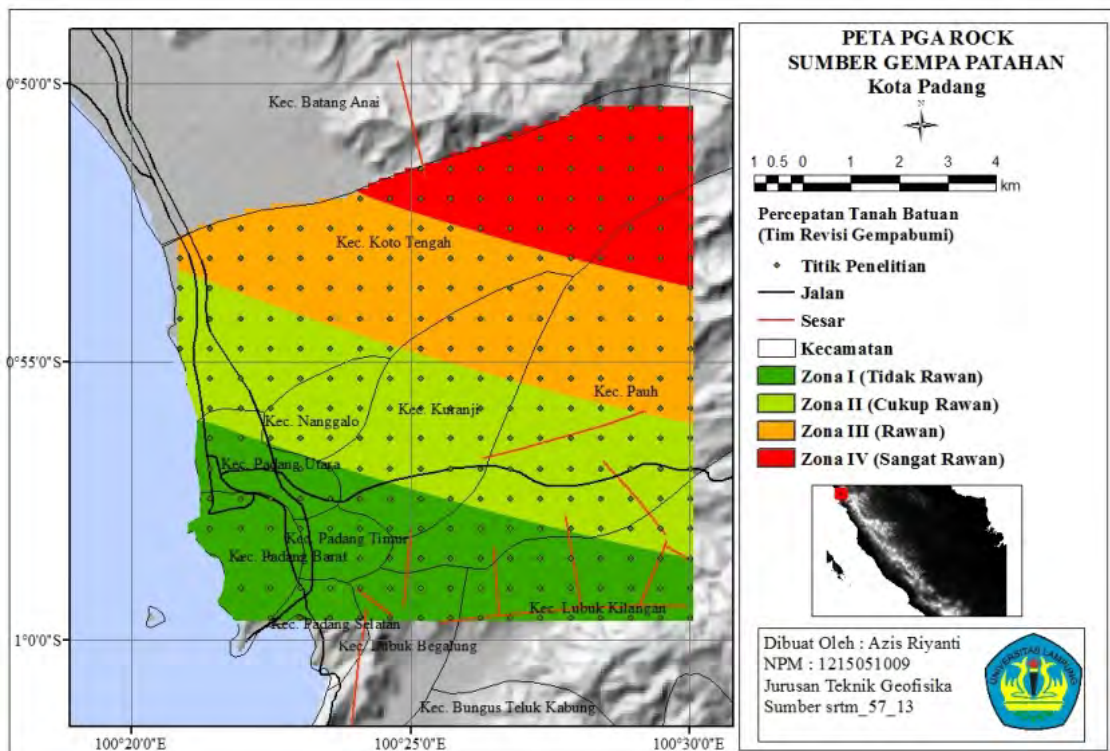 PETA PGA ROCK
SUMBER GEMPA PATAHAN
Kota Padang
N
1 0.5 0 1 2 3 4
km
Percepatan Tanah Batuan
(Tim Revisi Gempabumi)
Titik Penelitian
Jalan
Sesar
Kecamatan
Zona I (Tidak Rawan)
Zona II (Cukup Rawan)
Zona III (Rawan)
Zona IV (Sangat Rawan)
Dibuat Oleh : Azis Riyanti
NPM : 1215051009
Jurusan Teknik Geofisika
Sumber srtm_57_13
UNIVERSITAS LAMPUNG
0°50'0"S
0°55'0"S
1°00'0"S
100°20'0"E
100°25'0"E
100°30'0"E
Kec. Batang Anai
Kec. Koto Tengah
Kec. Pauh
Kec. Kuranji
Kec. Nanggalo
Kec. Padang Utara
Kec. Padang Timur
Kec. Padang Barat
Kec. Lubuk Kilangan
Kec. Padang Selatan
Kec. Lubuk Begalung
Kec. Bungus Teluk Kabung